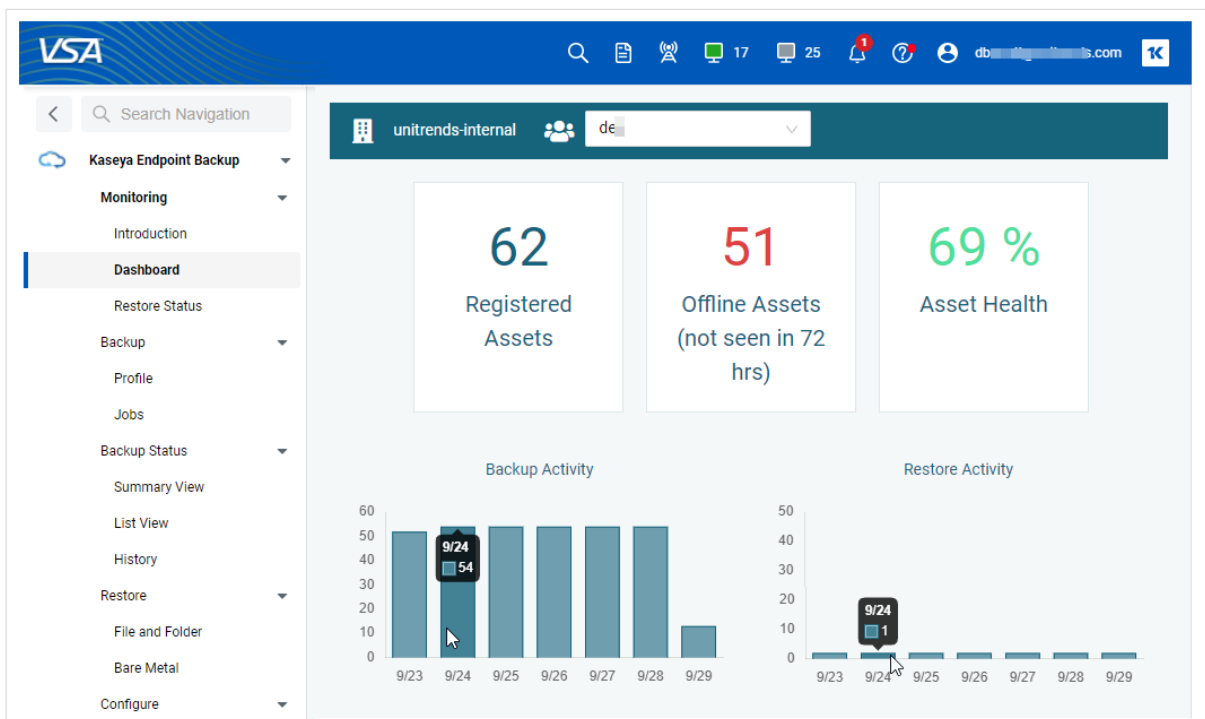 VSA
17
25
1
db
s.com
Search Navigation
Kaseya Endpoint Backup
Monitoring
Introduction
Dashboard
Restore Status
Backup
Profile
Jobs
Backup Status
Summary View
List View
History
Restore
File and Folder
Bare Metal
Configure
unitrends-internal
de
62
Registered
Assets
51
Offline Assets
(not seen in 72
hrs)
69 %
Asset Health
Backup Activity
60
50
40
30
20
10
0
9/24
54
9/23
9/24
9/25
9/26
9/27
9/28
9/29
Restore Activity
50
40
30
20
10
0
9/24
1
9/23
9/24
9/25
9/26
9/27
9/28
9/29